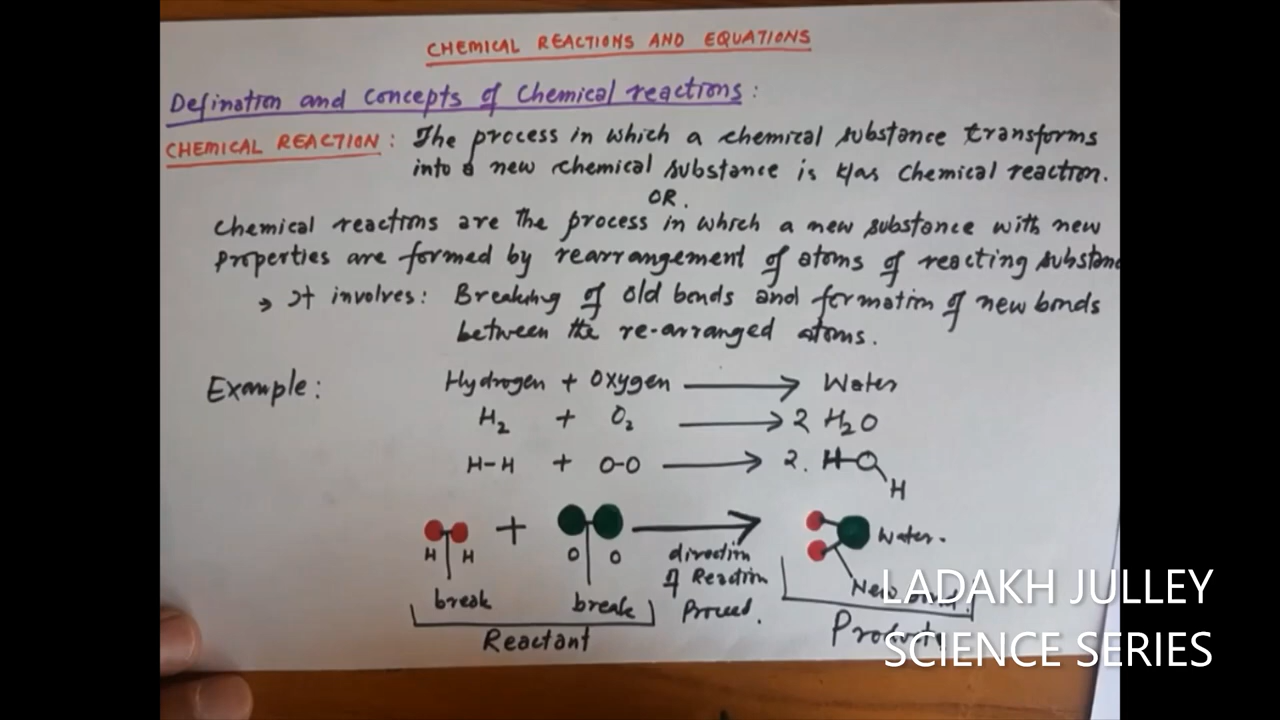 CHEMICAL REACTIONS AND EQUATIONS
Defination and Concepts of Chemical reactions :
CHEMICAL REACTION : The process in which a chemical substance transforms
into a new chemical substance is k/as Chemical reaction.
OR.
Chemical reactions are the process in which a new substance with new
properties are formed by rearrangement of atoms of reacting substanc
→ It involves : Breaking of old bonds and formation of new bonds
between the re-arranged atoms.
Example : Hydrogen + Oxygen → Water
H₂ + O₂ → 2 H₂O
H-H + O-O → 2. H-O
H
+ → Water.
H H O O direction
of Reaction
Proceed.
break break New bond.
Reactant Products
LADAKH JULLEY
SCIENCE SERIES